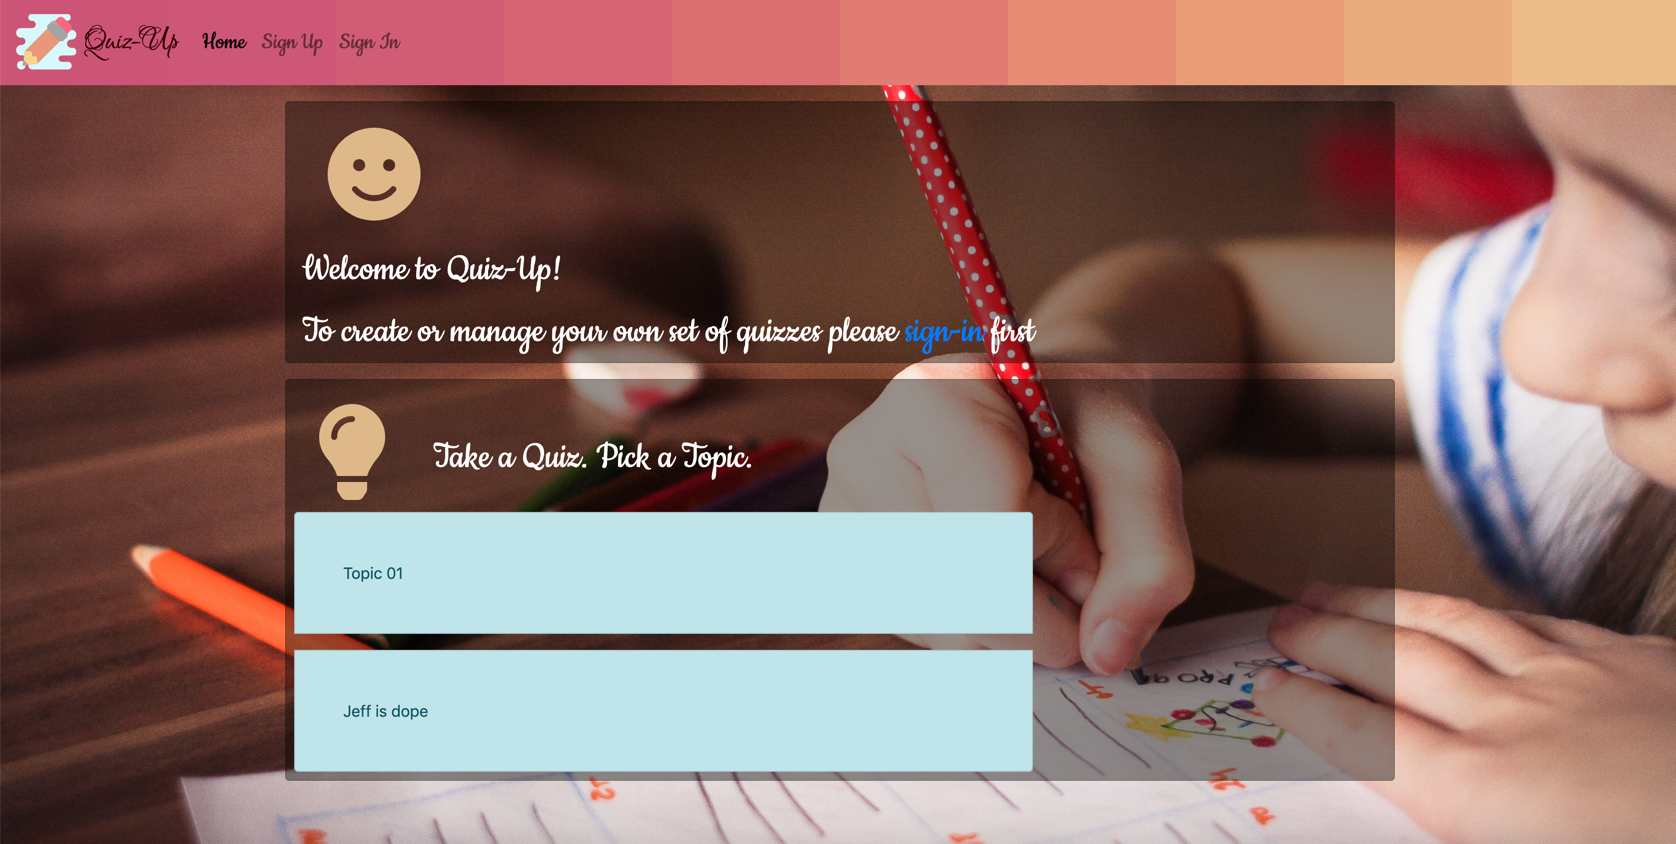 Quiz-Up Home Sign Up Sign In
Welcome to Quiz-Up!
To create or manage your own set of quizzes please sign-in first
Take a Quiz. Pick a Topic.
Topic 01
Jeff is dope